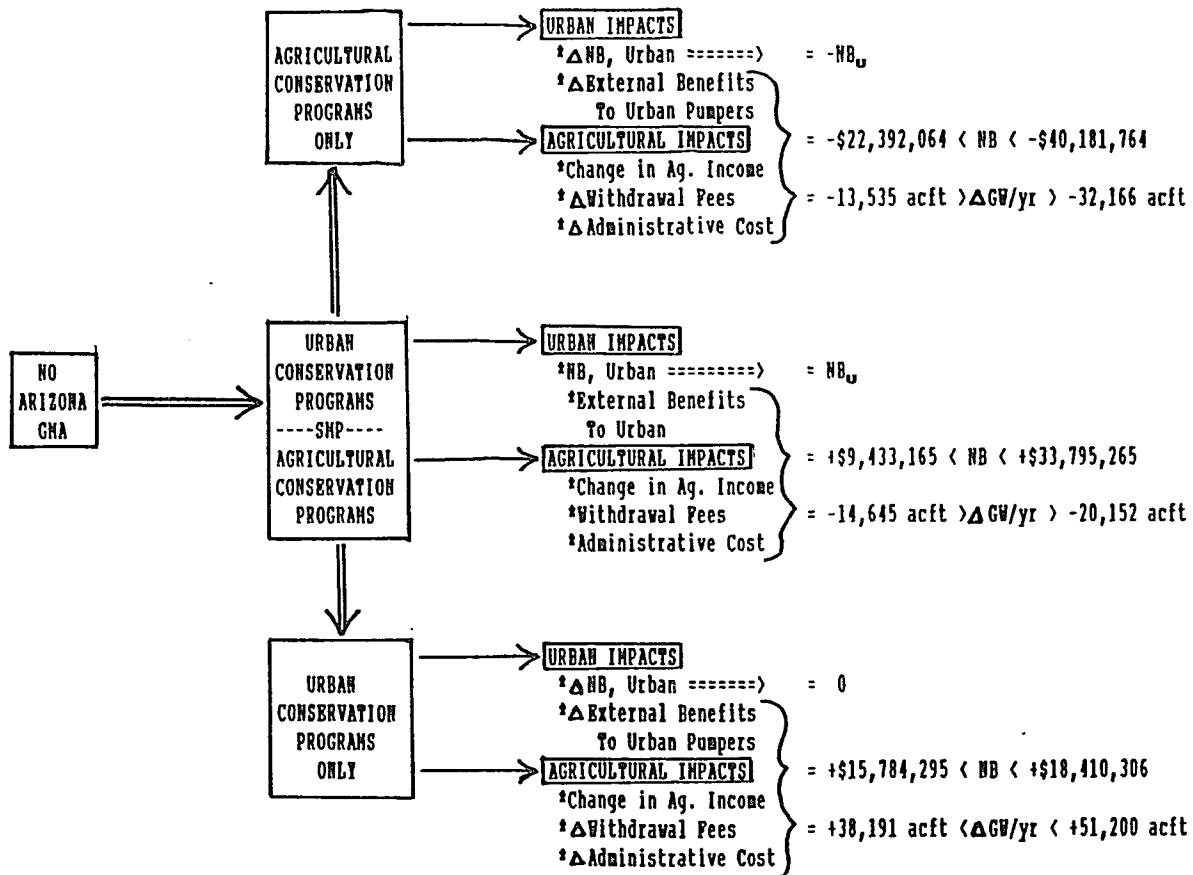 AGRICULTURAL
CONSERVATION
PROGRAMS
ONLY
URBAN IMPACTS
*ΔNB, Urban =======> = -NBu
*ΔExternal Benefits
To Urban Pumpers
AGRICULTURAL IMPACTS = -$22,392,064 < NB < -$40,181,764
*Change in Ag. Income
*ΔWithdrawal Fees = -13,535 acft >ΔGW/yr > -32,166 acft
*ΔAdministrative Cost
NO
ARIZONA
GMA
URBAN
CONSERVATION
PROGRAMS
----SMP----
AGRICULTURAL
CONSERVATION
PROGRAMS
URBAN IMPACTS
*NB, Urban =========> = NBu
*External Benefits
To Urban
AGRICULTURAL IMPACTS = +$9,433,165 < NB < +$33,795,265
*Change in Ag. Income
*Withdrawal Fees = -14,645 acft >ΔGW/yr > -20,152 acft
*Administrative Cost
URBAN
CONSERVATION
PROGRAMS
ONLY
URBAN IMPACTS
*ΔNB, Urban =======> = 0
*ΔExternal Benefits
To Urban Pumpers
AGRICULTURAL IMPACTS = +$15,784,295 < NB < +$18,410,306
*Change in Ag. Income
*ΔWithdrawal Fees = +38,191 acft <ΔGW/yr < +51,200 acft
*ΔAdministrative Cost